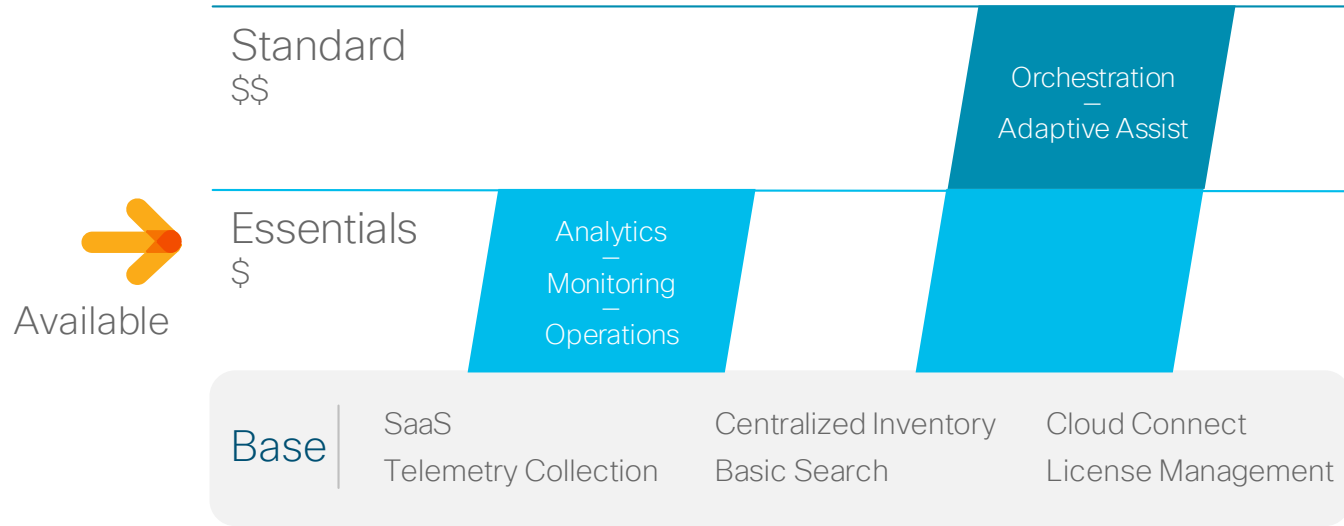 Standard
$$
Orchestration
—
Adaptive Assist
Essentials
$
Analytics
—
Monitoring
—
Operations
Available
Base
SaaS
Telemetry Collection
Centralized Inventory
Basic Search
Cloud Connect
License Management